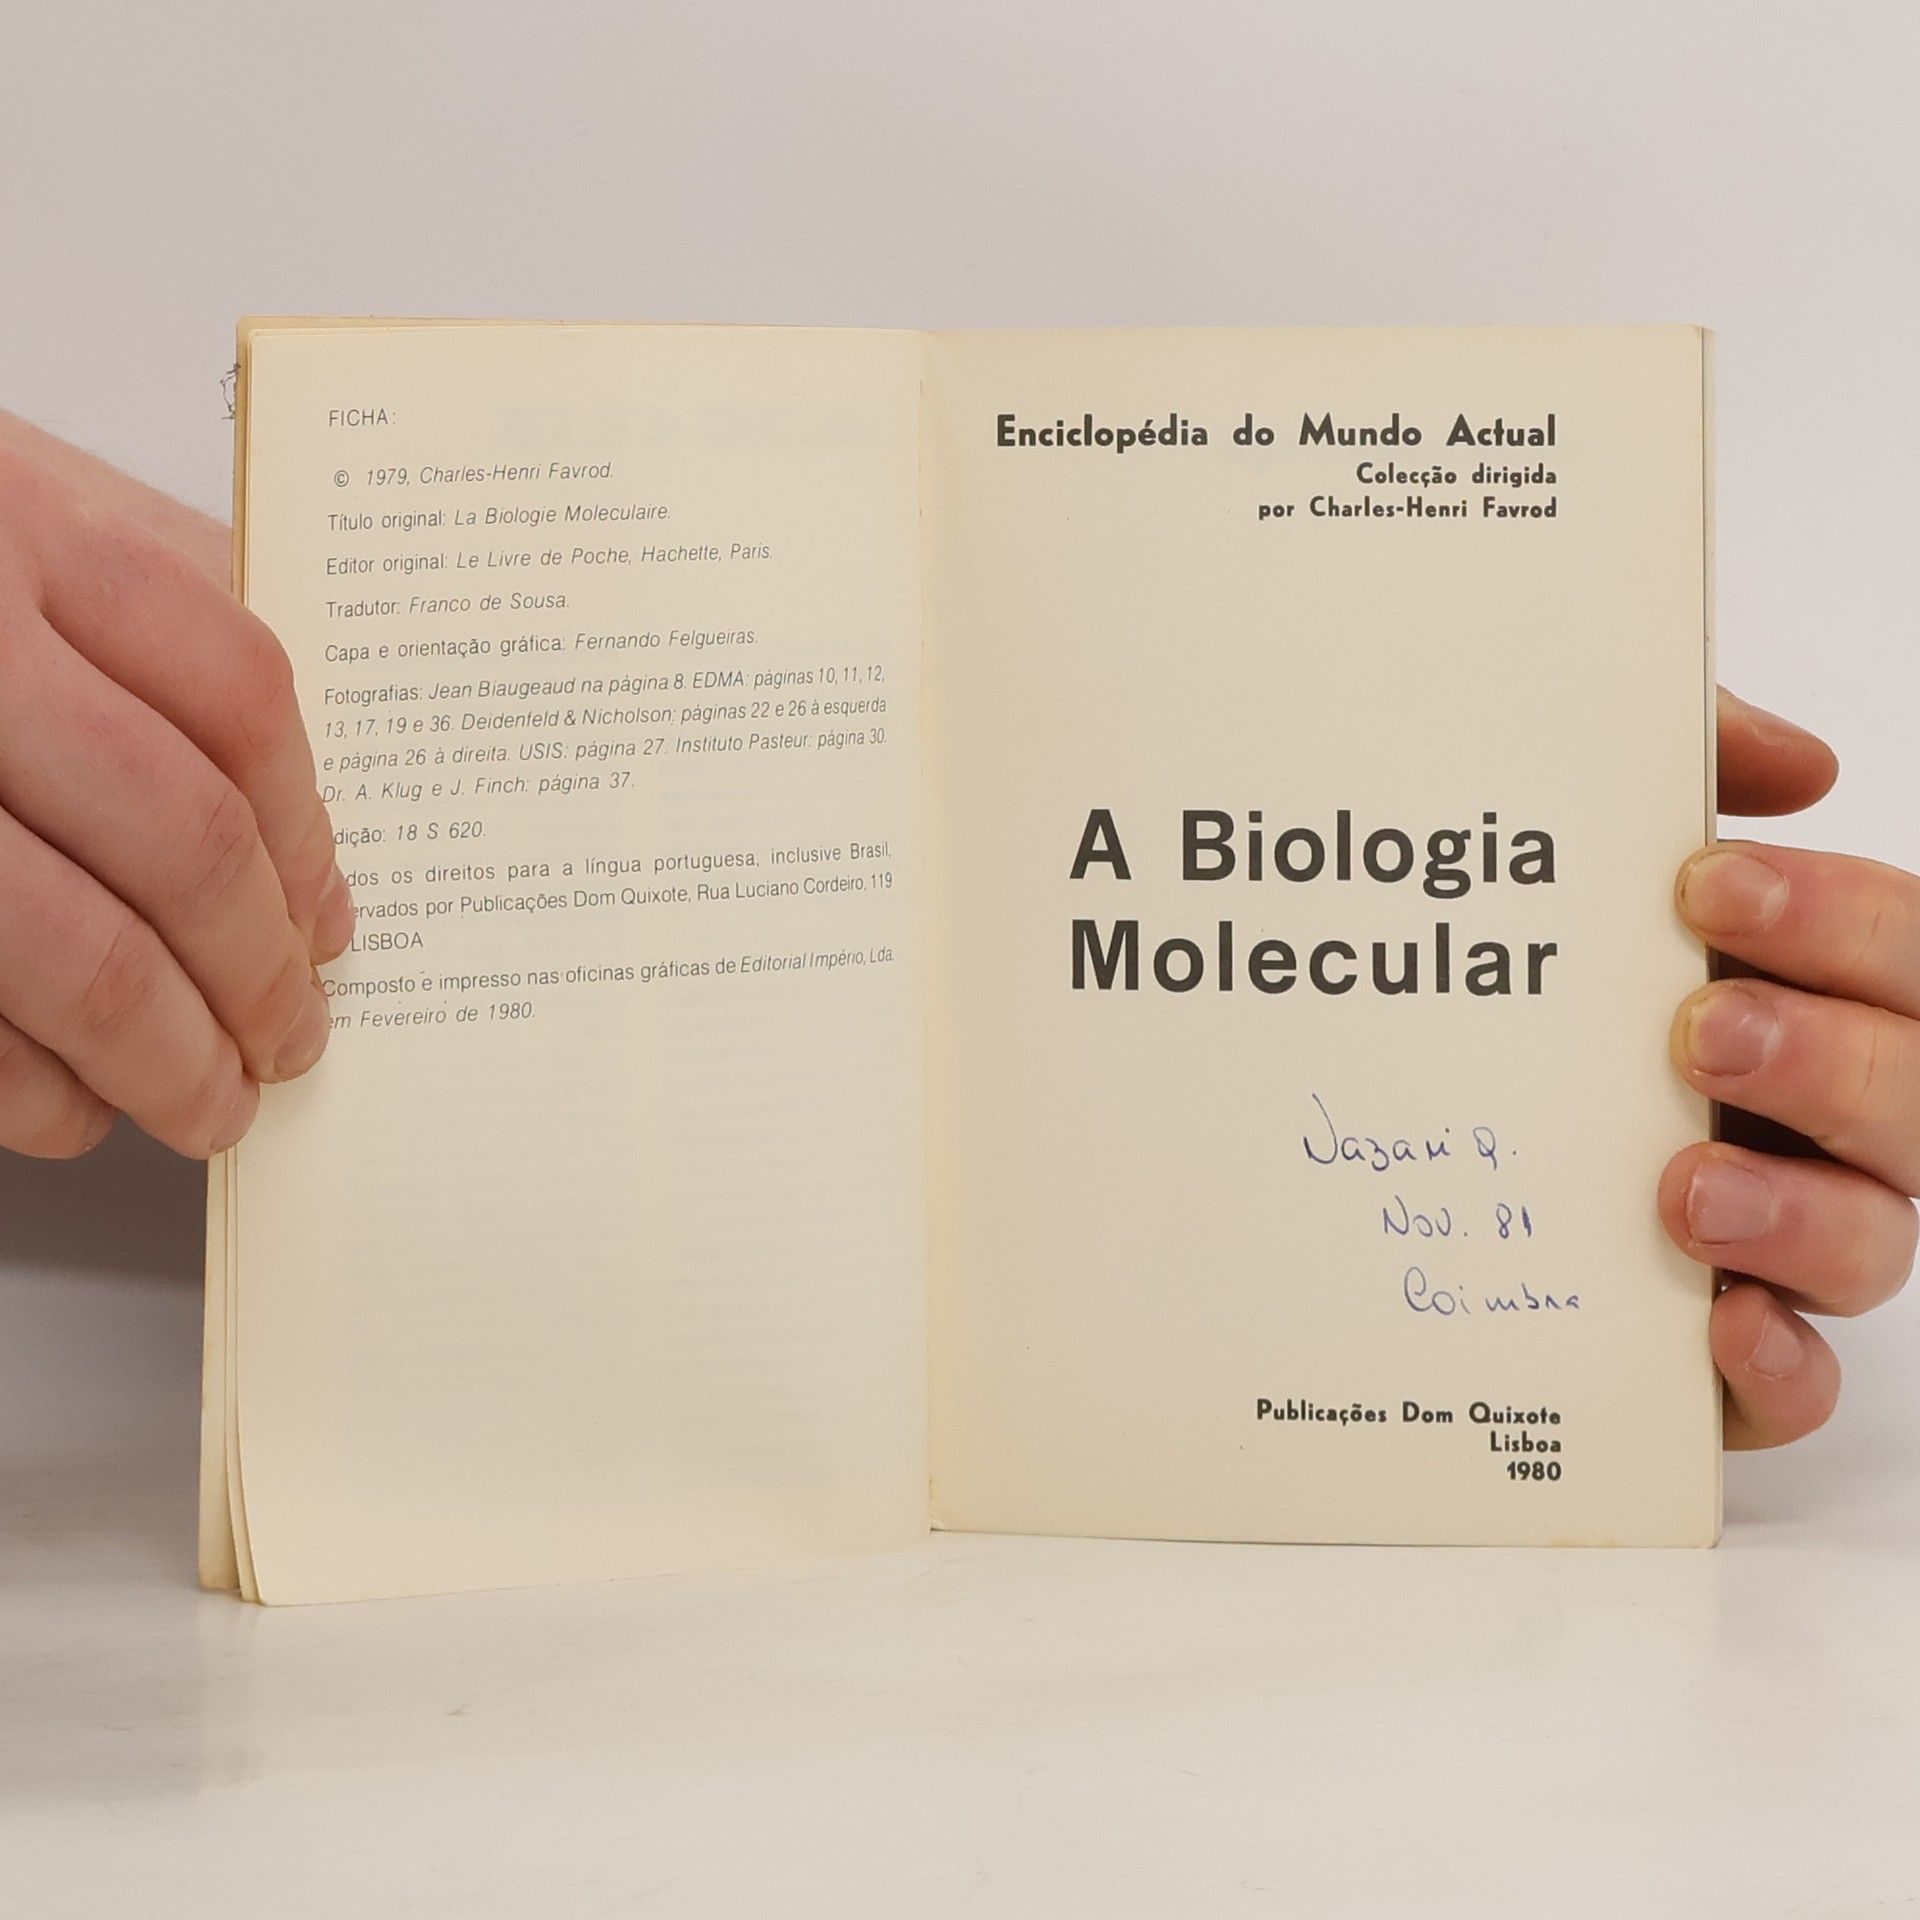 FICHA:
© 1979, Charles-Henri Favrod.
Título original: La Biologie Moleculaire.
Editor original: Le Livre de Poche, Hachette, Paris.
Tradutor: Franco de Sousa.
Capa e orientação gráfica: Fernando Felgueiras.
Fotografias: Jean Biaugeaud na página 8. EDMA: páginas 10, 11, 12,
13, 17, 19 e 36. Deidenfeld & Nicholson: páginas 22 e 26 à esquerda
e página 26 à direita. USIS: página 27. Instituto Pasteur: página 30.
Dr. A. Klug e J. Finch: página 37.
dição: 18 S 620.
dos os direitos para a língua portuguesa, inclusive Brasil,
ervados por Publicações Dom Quixote, Rua Luciano Cordeiro, 119
LISBOA
Composto e impresso nas oficinas gráficas de Editorial Império, Lda.
em Fevereiro de 1980.
Enciclopédia do Mundo Actual
Colecção dirigida
por Charles-Henri Favrod
A Biologia
Molecular
Q.
Nov. 81
Coimbra
Publicações Dom Quixote
Lisboa
1980